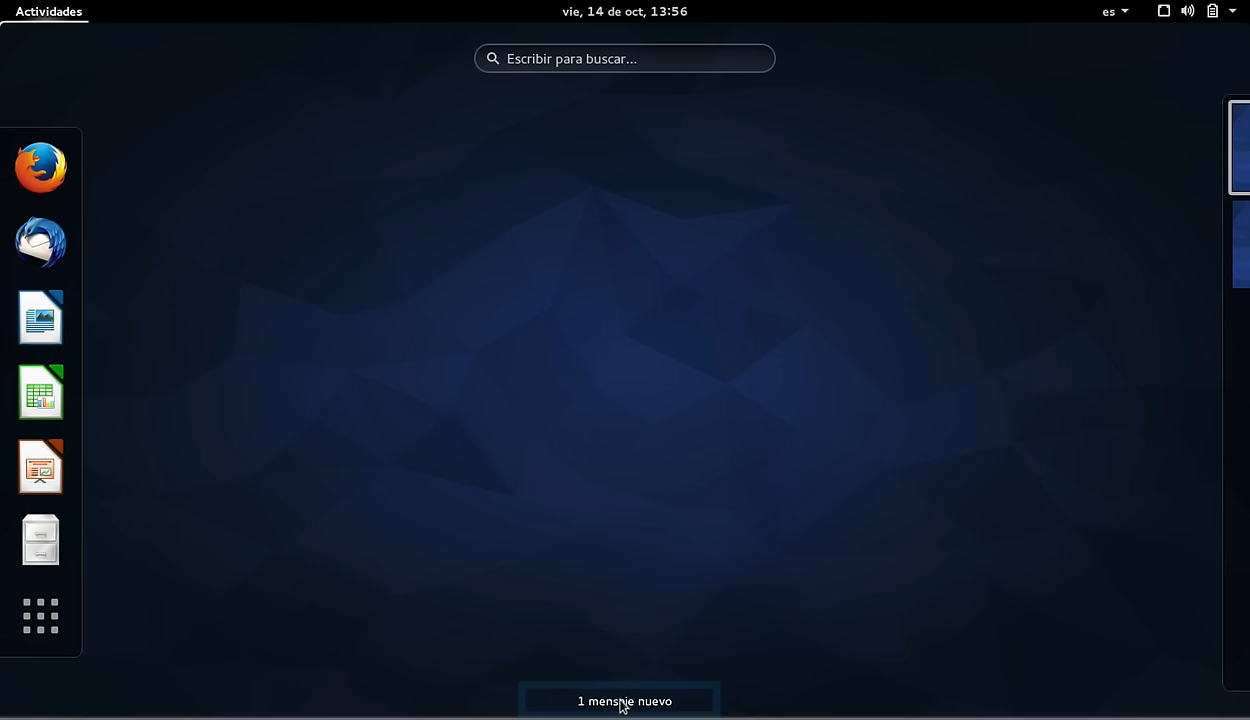 Actividades
vie, 14 de oct, 13:56
es
Escribir para buscar...
1 mensaje nuevo